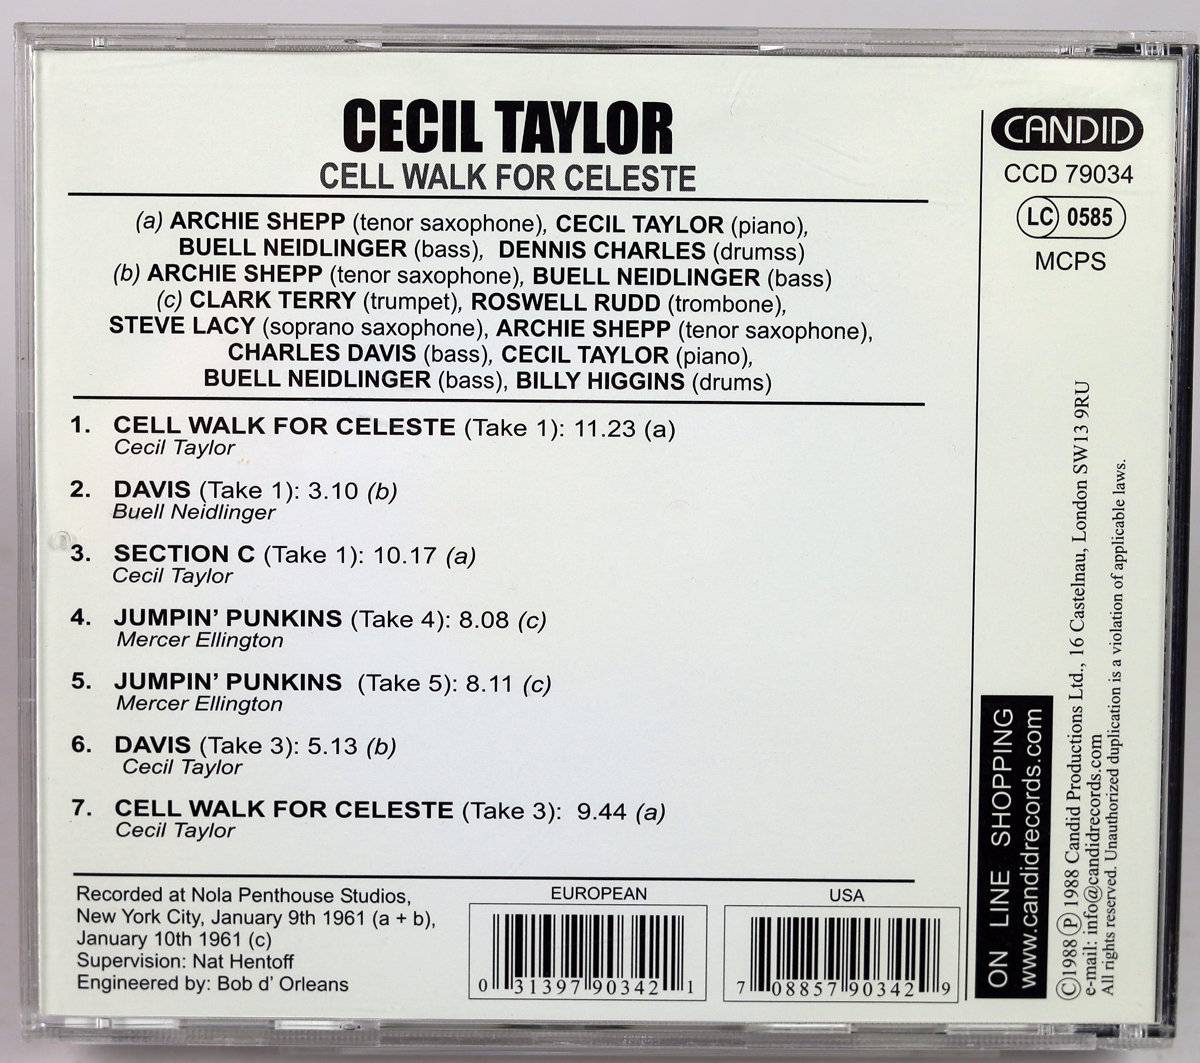 CECIL TAYLOR
CELL WALK FOR CELESTE
(a) ARCHIE SHEPP (tenor saxophone), CECIL TAYLOR (piano),
BUELL NEIDLINGER (bass), DENNIS CHARLES (drumss)
(b) ARCHIE SHEPP (tenor saxophone), BUELL NEIDLINGER (bass)
(c) CLARK TERRY (trumpet), ROSWELL RUDD (trombone),
STEVE LACY (soprano saxophone), ARCHIE SHEPP (tenor saxophone),
CHARLES DAVIS (bass), CECIL TAYLOR (piano),
BUELL NEIDLINGER (bass), BILLY HIGGINS (drums)
1. CELL WALK FOR CELESTE (Take 1): 11.23 (a)
Cecil Taylor
2. DAVIS (Take 1): 3.10 (b)
Buell Neidlinger
3. SECTION C (Take 1): 10.17 (a)
Cecil Taylor
4. JUMPIN' PUNKINS (Take 4): 8.08 (c)
Mercer Ellington
5. JUMPIN' PUNKINS (Take 5): 8.11 (c)
Mercer Ellington
6. DAVIS (Take 3): 5.13 (b)
Cecil Taylor
7. CELL WALK FOR CELESTE (Take 3): 9.44 (a)
Cecil Taylor
Recorded at Nola Penthouse Studios,
New York City, January 9th 1961 (a + b),
January 10th 1961 (c)
Supervision: Nat Hentoff
Engineered by: Bob d' Orleans
EUROPEAN
0 31397 90342 1
USA
7 08857 90342 9
CANDID
CCD 79034
LC 0585
MCPS
ON LINE SHOPPING
www.candidrecords.com
©1988 Ⓟ 1988 Candid Productions Ltd., 16 Castelnau, London SW13 9RU
e-mail: info@candidrecords.com
All rights reserved. Unauthorized duplication is a violation of applicable laws.